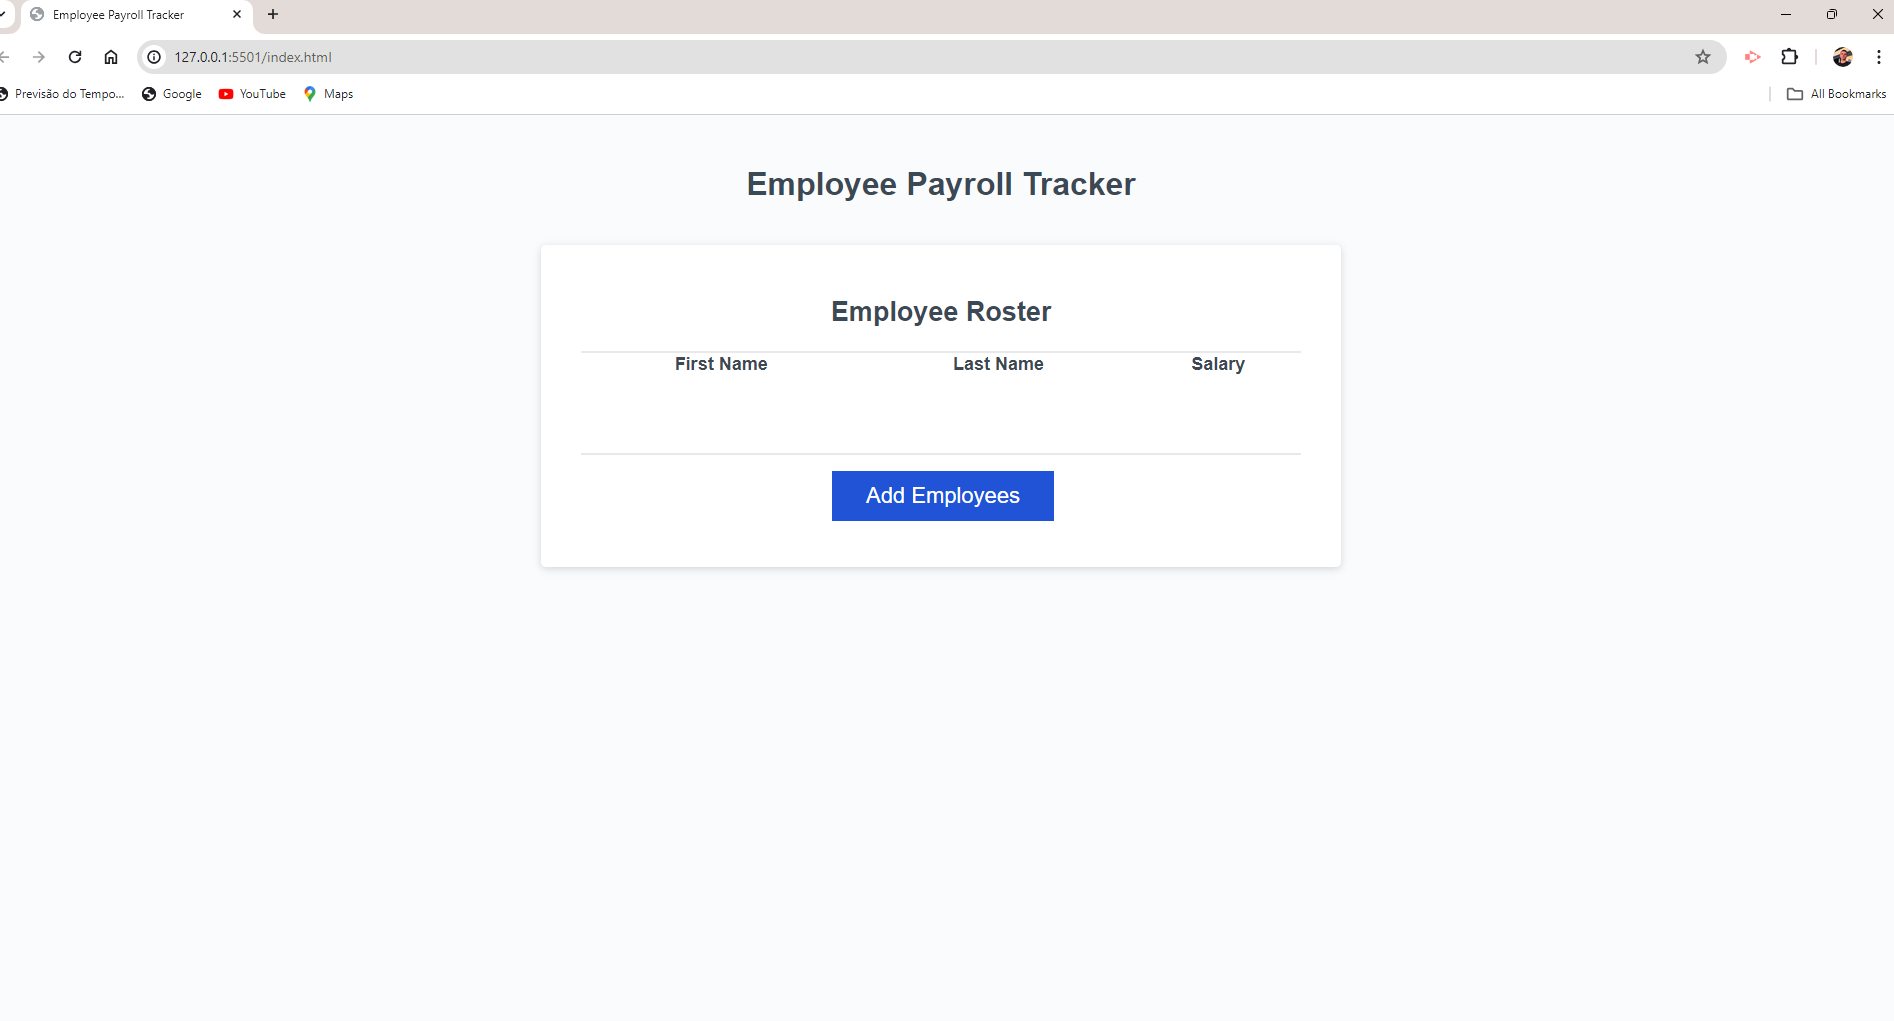 Employee Payroll Tracker
127.0.0.1:5501/index.html
Previsão do Tempo... Google YouTube Maps All Bookmarks
Employee Payroll Tracker
Employee Roster
First Name Last Name Salary
Add Employees